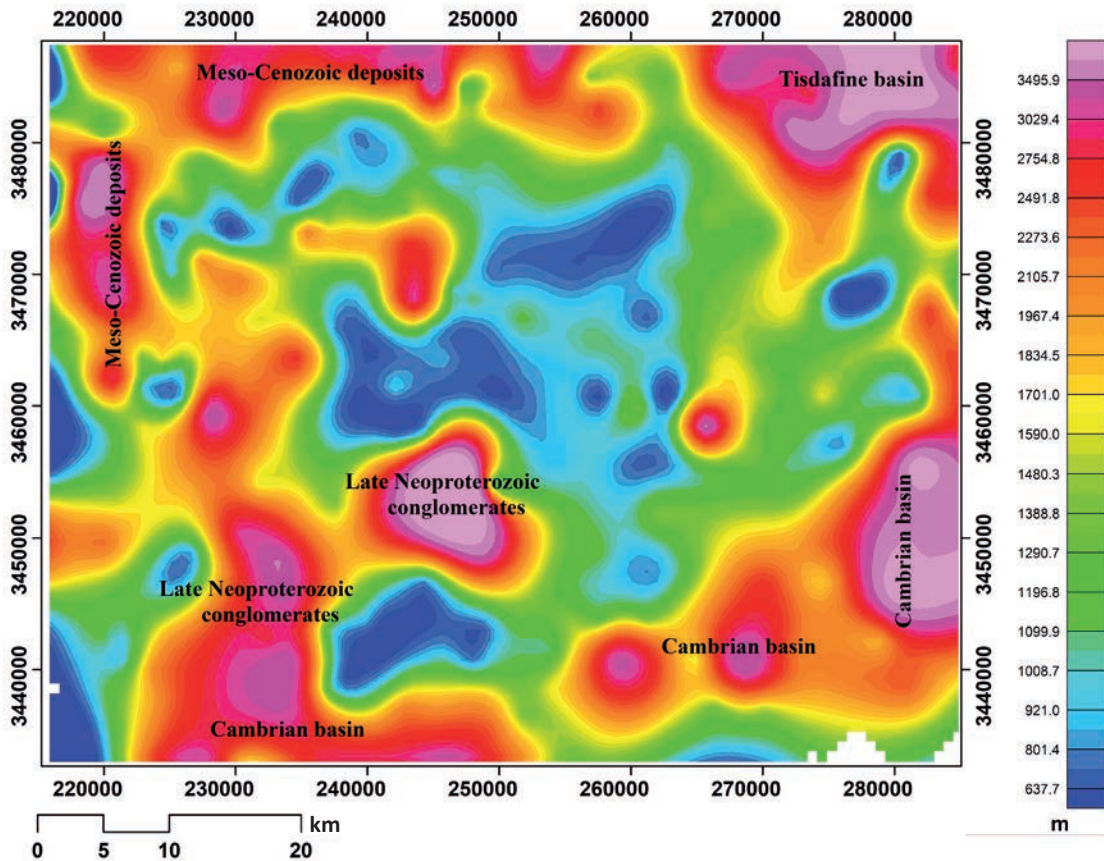 220000 230000 240000 250000 260000 270000 280000
Meso-Cenozoic deposits
Tisdafine basin
Meso-Cenozoic deposits
Late Neoproterozoic
conglomerates
Late Neoproterozoic
conglomerates
Cambrian basin
Cambrian basin
Cambrian basin
3480000
3470000
3460000
3450000
3440000
3480000
3470000
3460000
3450000
3440000
220000 230000 240000 250000 260000 270000 280000
km
0 5 10 20
3495.9
3029.4
2754.8
2491.8
2273.6
2105.7
1967.4
1834.5
1701.0
1590.0
1480.3
1388.8
1290.7
1196.8
1099.9
1008.7
921.0
801.4
637.7
m